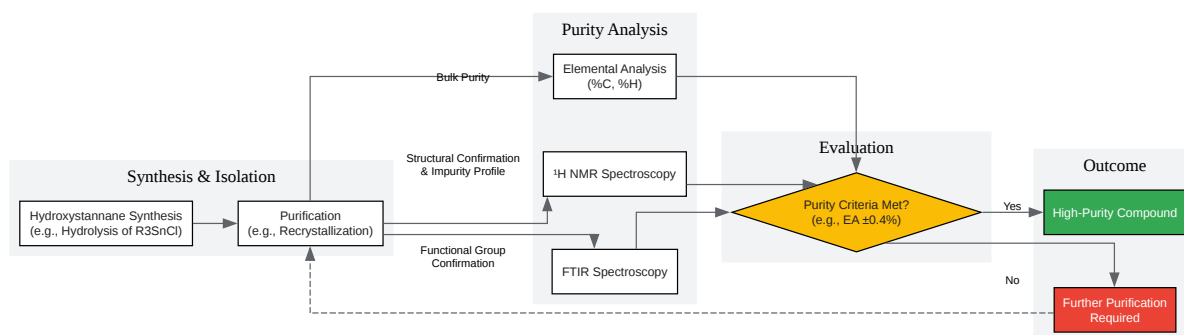 Synthesis & Isolation
Hydroxystannane Synthesis
(e.g., Hydrolysis of R3SnCl)
Purification
(e.g., Recrystallization)
Bulk Purity
Structural Confirmation
& Impurity Profile
Functional Group
Confirmation
Purity Analysis
Elemental Analysis
(%C, %H)
¹H NMR Spectroscopy
FTIR Spectroscopy
Evaluation
Purity Criteria Met?
(e.g., EA ±0.4%)
Yes
No
Outcome
High-Purity Compound
Further Purification
Required